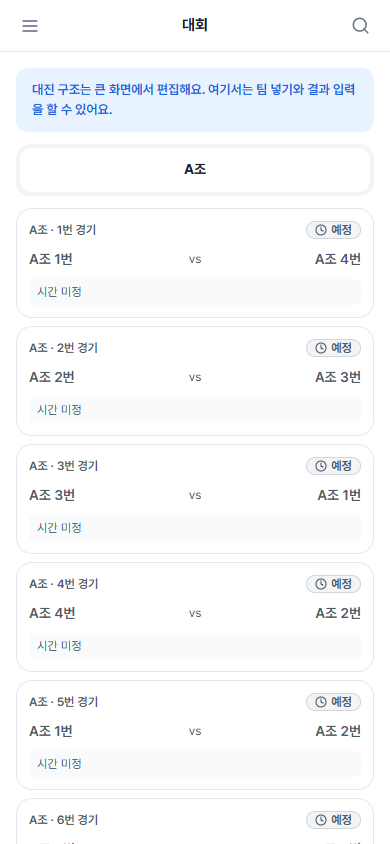 대회
대진 구조는 큰 화면에서 편집해요. 여기서는 팀 넣기와 결과 입력
을 할 수 있어요.
A조
A조 · 1번 경기 예정
A조 1번 vs A조 4번
시간 미정
A조 · 2번 경기 예정
A조 2번 vs A조 3번
시간 미정
A조 · 3번 경기 예정
A조 3번 vs A조 1번
시간 미정
A조 · 4번 경기 예정
A조 4번 vs A조 2번
시간 미정
A조 · 5번 경기 예정
A조 1번 vs A조 2번
시간 미정
A조 · 6번 경기 예정